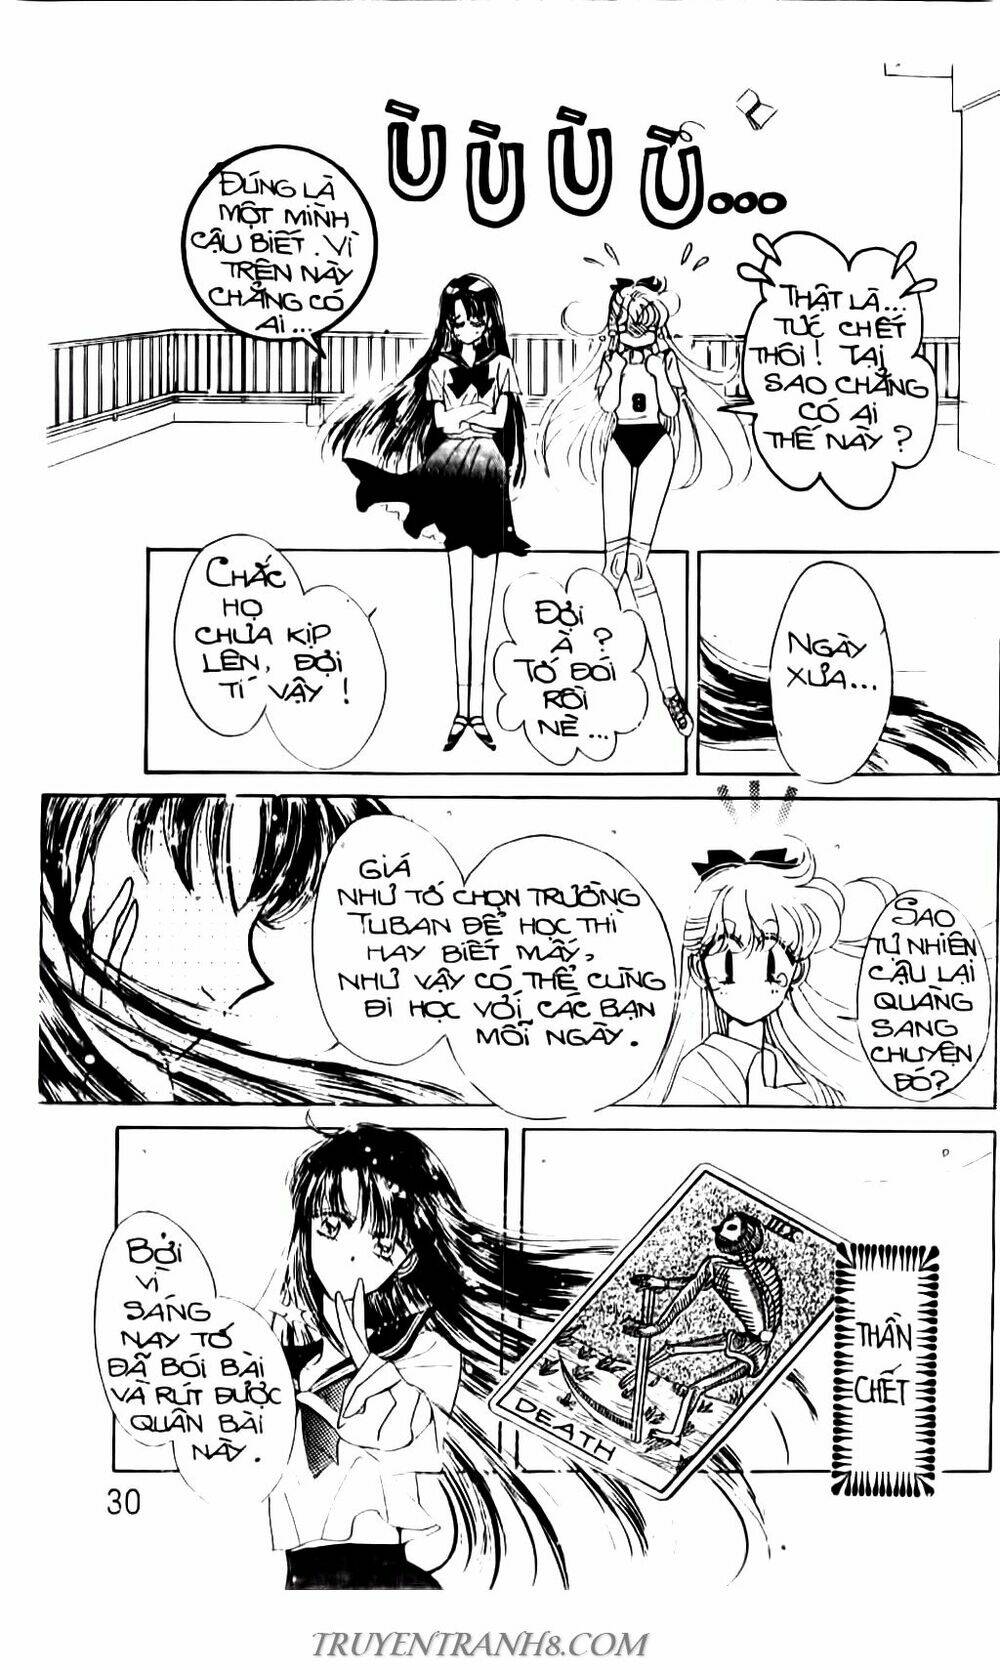 Ù Ù Ù Ù...
ĐÚNG LÀ
MỘT MÌNH
CẬU BIẾT. VÌ
TRÊN NÀY
CHẲNG CÓ
AI...
THẬT LÀ...
TỨC CHẾT
THÔI! TẠI
SAO CHẲNG
CÓ AI
THẾ NÀY?
CHẮC
HỌ
CHƯA KỊP
LÊN, ĐỢI
TÍ VẬY!
ĐỢI
À?
TỚ ĐÓI
RỒI
NÈ...
NGÀY
XƯA...
GIÁ
NHƯ TỚ CHỌN TRƯỜNG
TUBAN ĐỂ HỌC THÌ
HAY BIẾT MẤY,
NHƯ VẬY CÓ THỂ CÙNG
ĐI HỌC VỚI CÁC BẠN
MỖI NGÀY.
SAO
TỰ NHIÊN
CẬU LẠI
QUÀNG
SANG
CHUYỆN
ĐÓ?
BỞI
VÌ
SÁNG
NAY TỚ
ĐÃ BÓI BÀI
VÀ RÚT ĐƯỢC
QUÂN BÀI
NÀY.
XIII
DEATH
THẦN
CHẾT
8
30
TRUYENTRANH8.COM